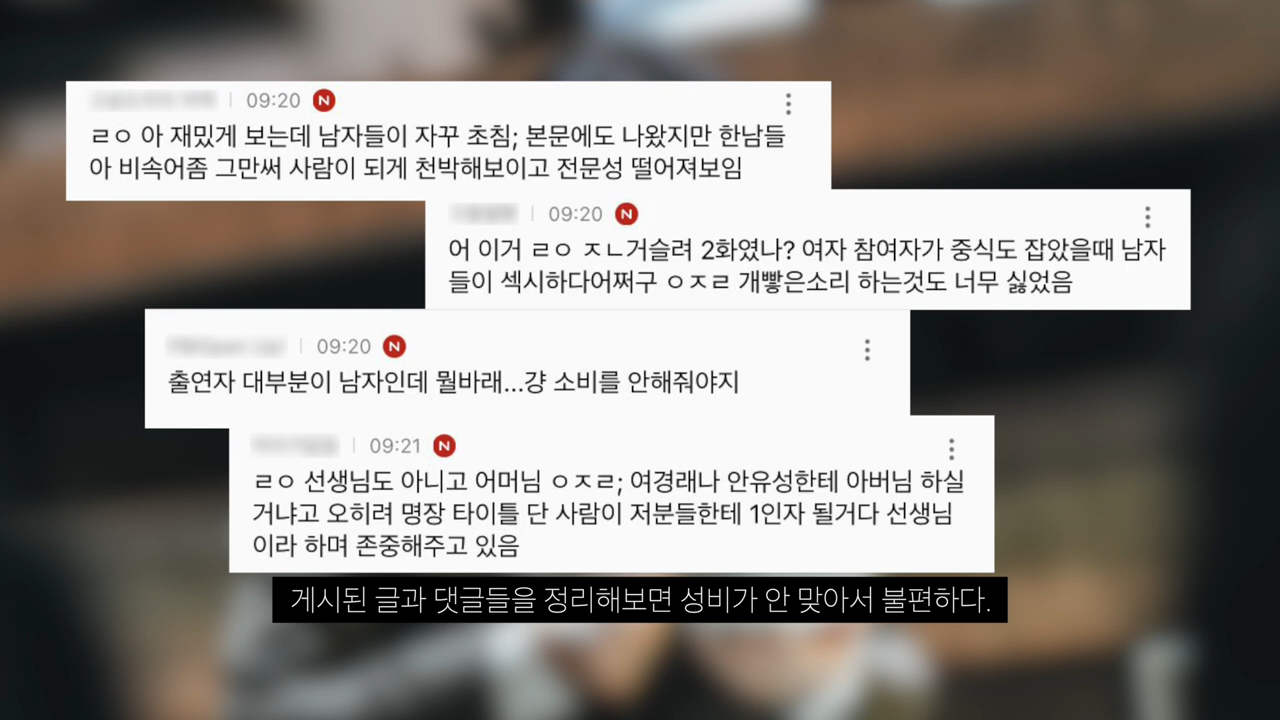 09:20 N
ㄹㅇ 아 재밌게 보는데 남자들이 자꾸 초침; 본문에도 나왔지만 한남들
아 비속어좀 그만써 사람이 되게 천박해보이고 전문성 떨어져보임
09:20 N
어 이거 ㄹㅇ ㅈㄴ거슬려 2화였나? 여자 참여자가 중식도 잡았을때 남자
들이 섹시하다어쩌구 ㅇㅈㄹ 개빻은소리 하는것도 너무 싫었음
09:20 N
출연자 대부분이 남자인데 뭘바래...걍 소비를 안해줘야지
09:21 N
ㄹㅇ 선생님도 아니고 어머님 ㅇㅈㄹ; 여경래나 안유성한테 아버님 하실
거냐고 오히려 명장 타이틀 단 사람이 저분들한테 1인자 될거다 선생님
이라 하며 존중해주고 있음
게시된 글과 댓글들을 정리해보면 성비가 안 맞아서 불편하다.